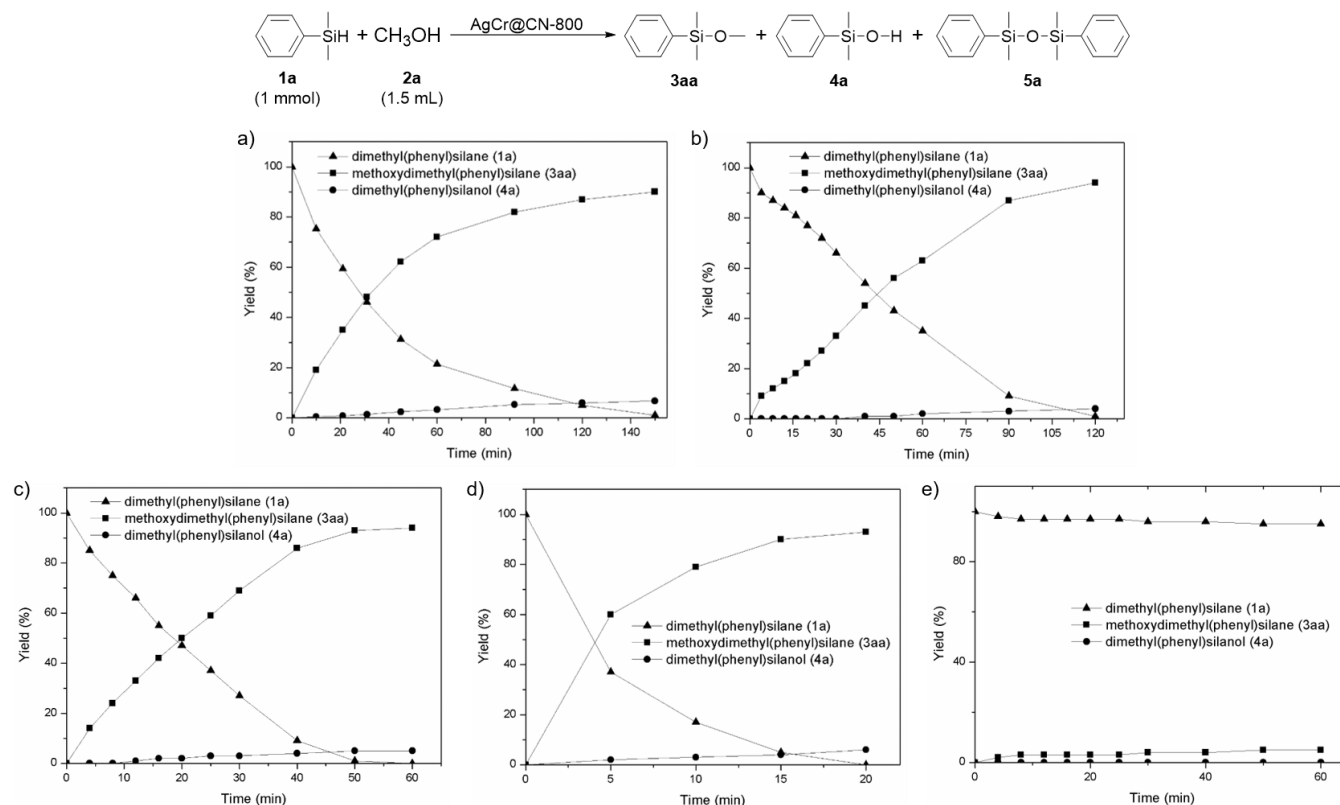 SiH + CH₃OH AgCr@CN-800 Si-O + Si-O-H + Si-O-Si
1a 2a 3aa 4a 5a
(1 mmol) (1.5 mL)
a)
dimethyl(phenyl)silane (1a)
methoxydimethyl(phenyl)silane (3aa)
dimethyl(phenyl)silanol (4a)
Yield (%)
100
80
60
40
20
0
0 20 40 60 80 100 120 140
Time (min)
b)
dimethyl(phenyl)silane (1a)
methoxydimethyl(phenyl)silane (3aa)
dimethyl(phenyl)silanol (4a)
Yield (%)
100
80
60
40
20
0
0 15 30 45 60 75 90 105 120
Time (min)
c)
dimethyl(phenyl)silane (1a)
methoxydimethyl(phenyl)silane (3aa)
dimethyl(phenyl)silanol (4a)
Yield (%)
100
80
60
40
20
0
0 10 20 30 40 50 60
Time (min)
d)
dimethyl(phenyl)silane (1a)
methoxydimethyl(phenyl)silane (3aa)
dimethyl(phenyl)silanol (4a)
Yield (%)
100
80
60
40
20
0
0 5 10 15 20
Time (min)
e)
dimethyl(phenyl)silane (1a)
methoxydimethyl(phenyl)silane (3aa)
dimethyl(phenyl)silanol (4a)
Yield (%)
80
40
0
0 20 40 60
Time (min)